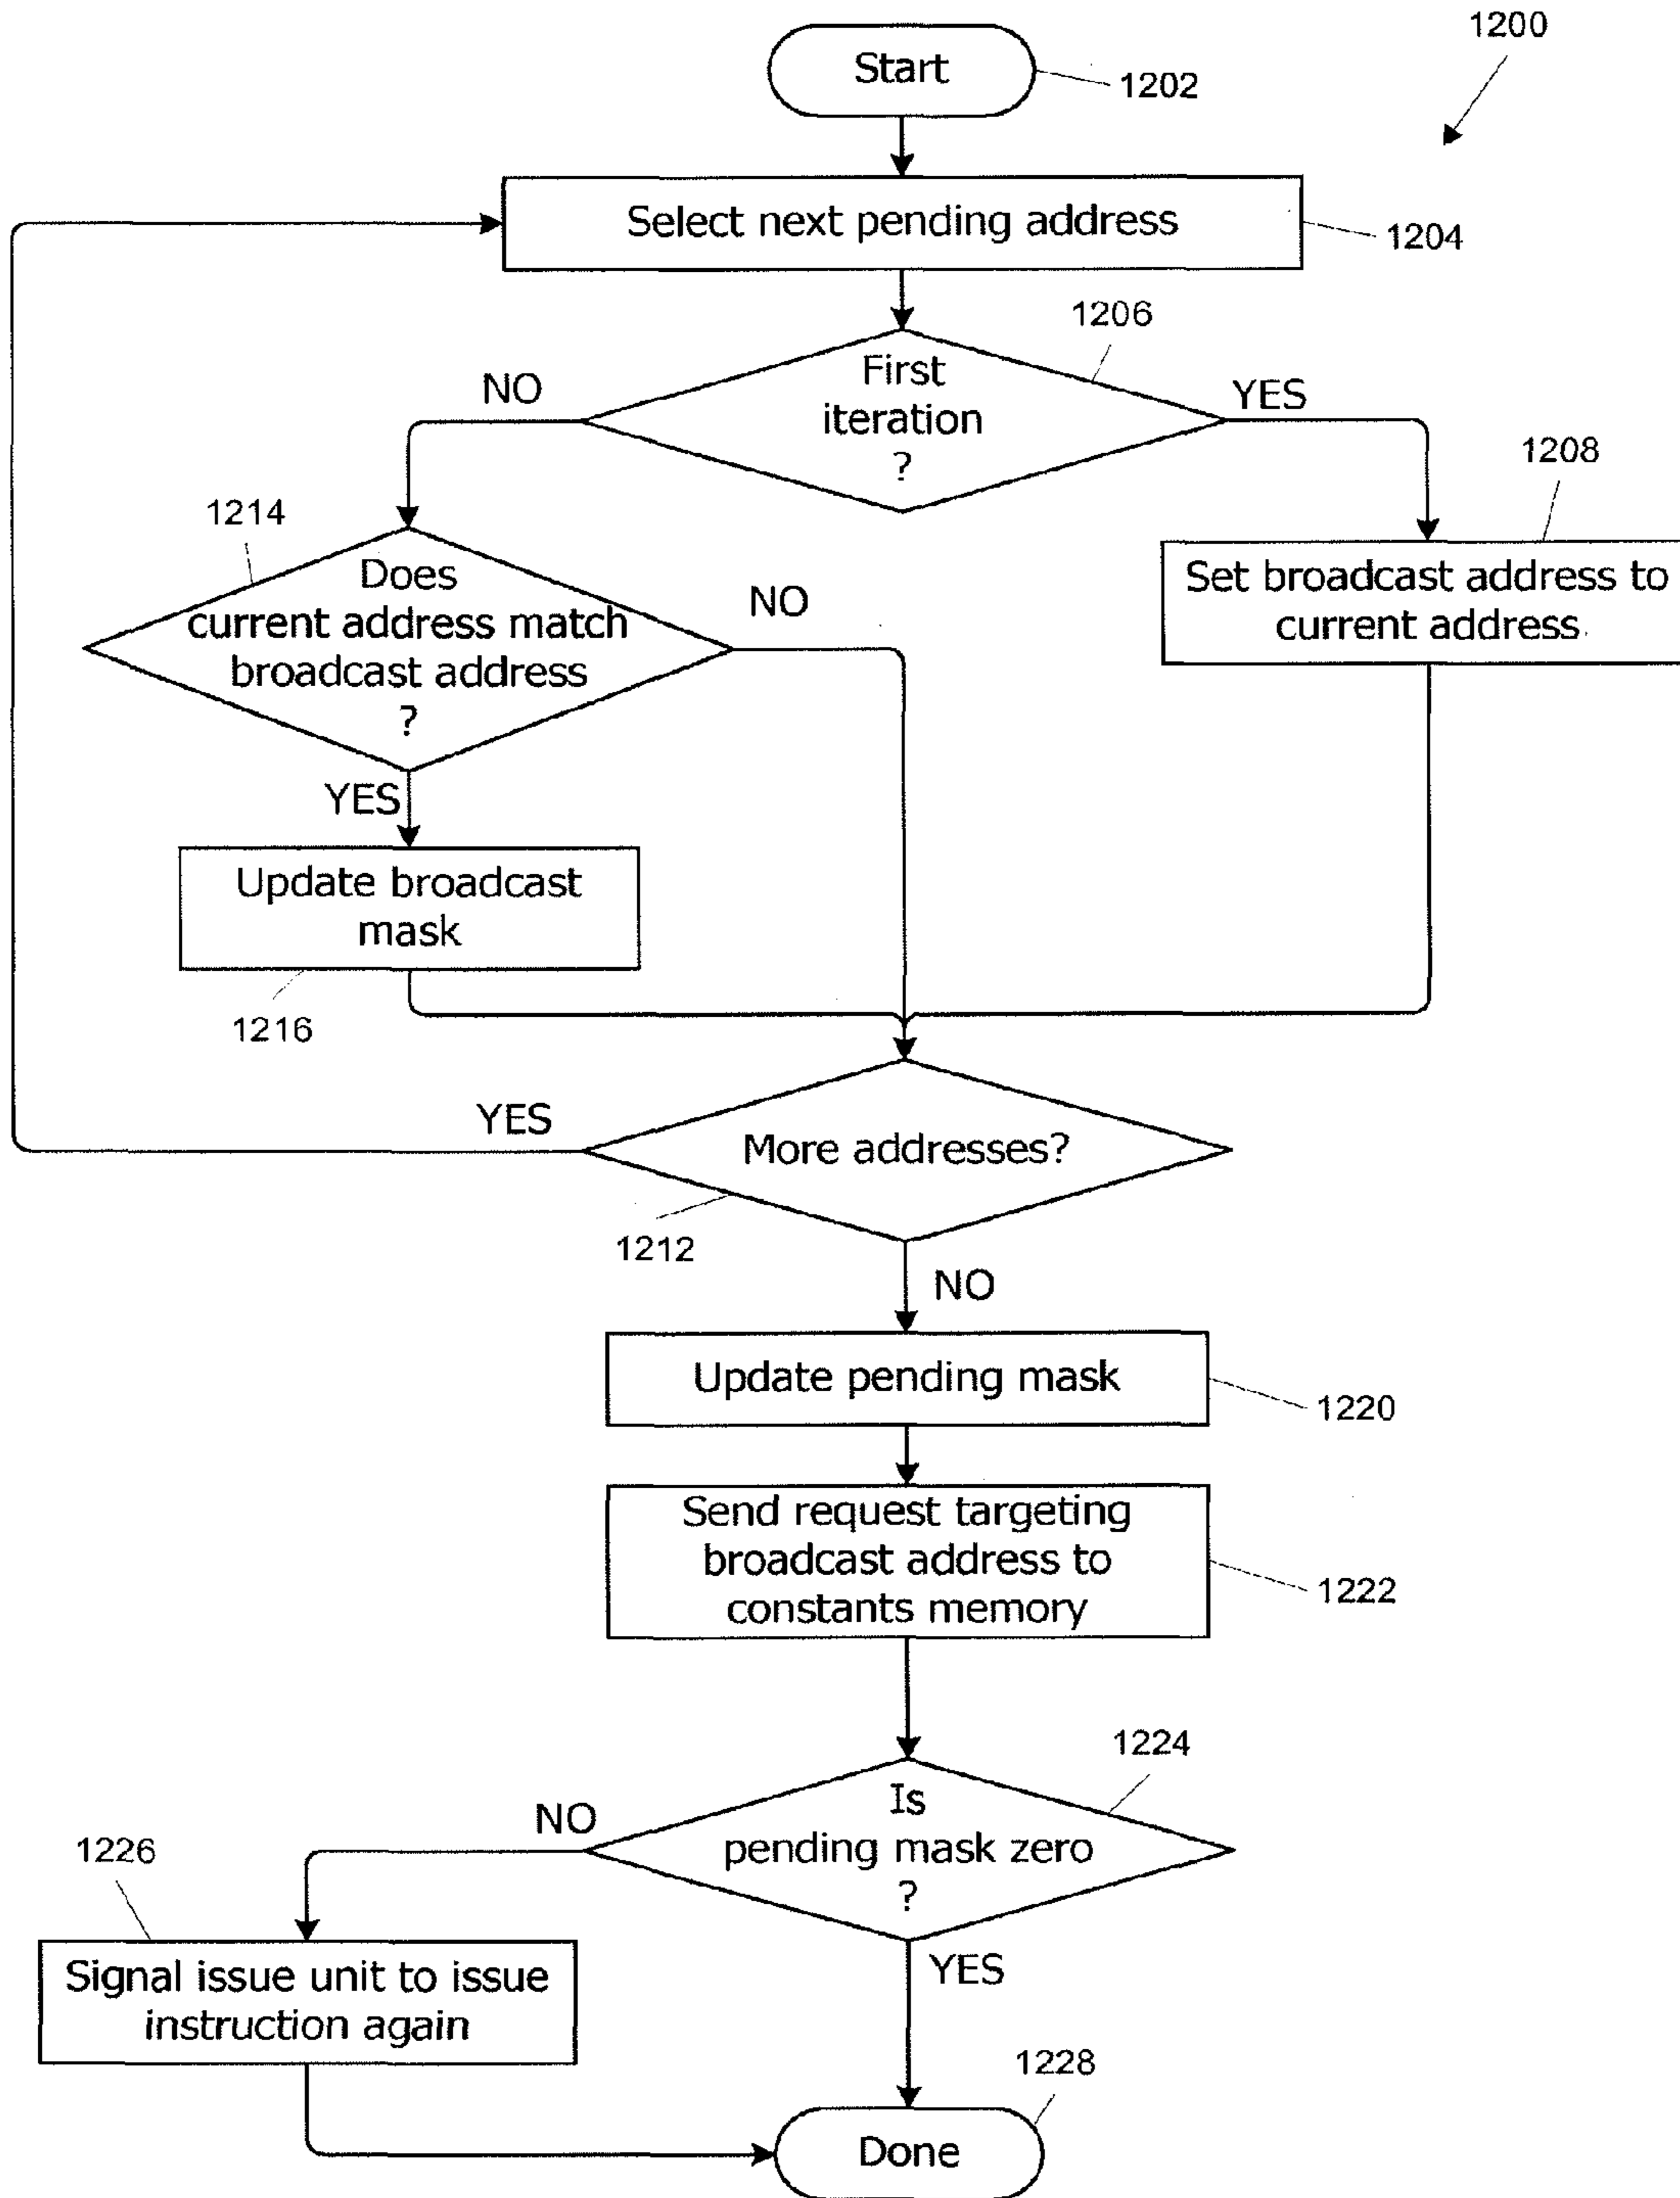 1200
Start
1202
Select next pending address
1204
1206
First
iteration
?
NO
YES
1208
Set broadcast address to
current address
1214
Does
current address match
broadcast address
?
NO
YES
Update broadcast
mask
1216
More addresses?
YES
1212
NO
Update pending mask
1220
Send request targeting
broadcast address to
constants memory
1222
1224
Is
pending mask zero
?
NO
1226
Signal issue unit to issue
instruction again
YES
1228
Done